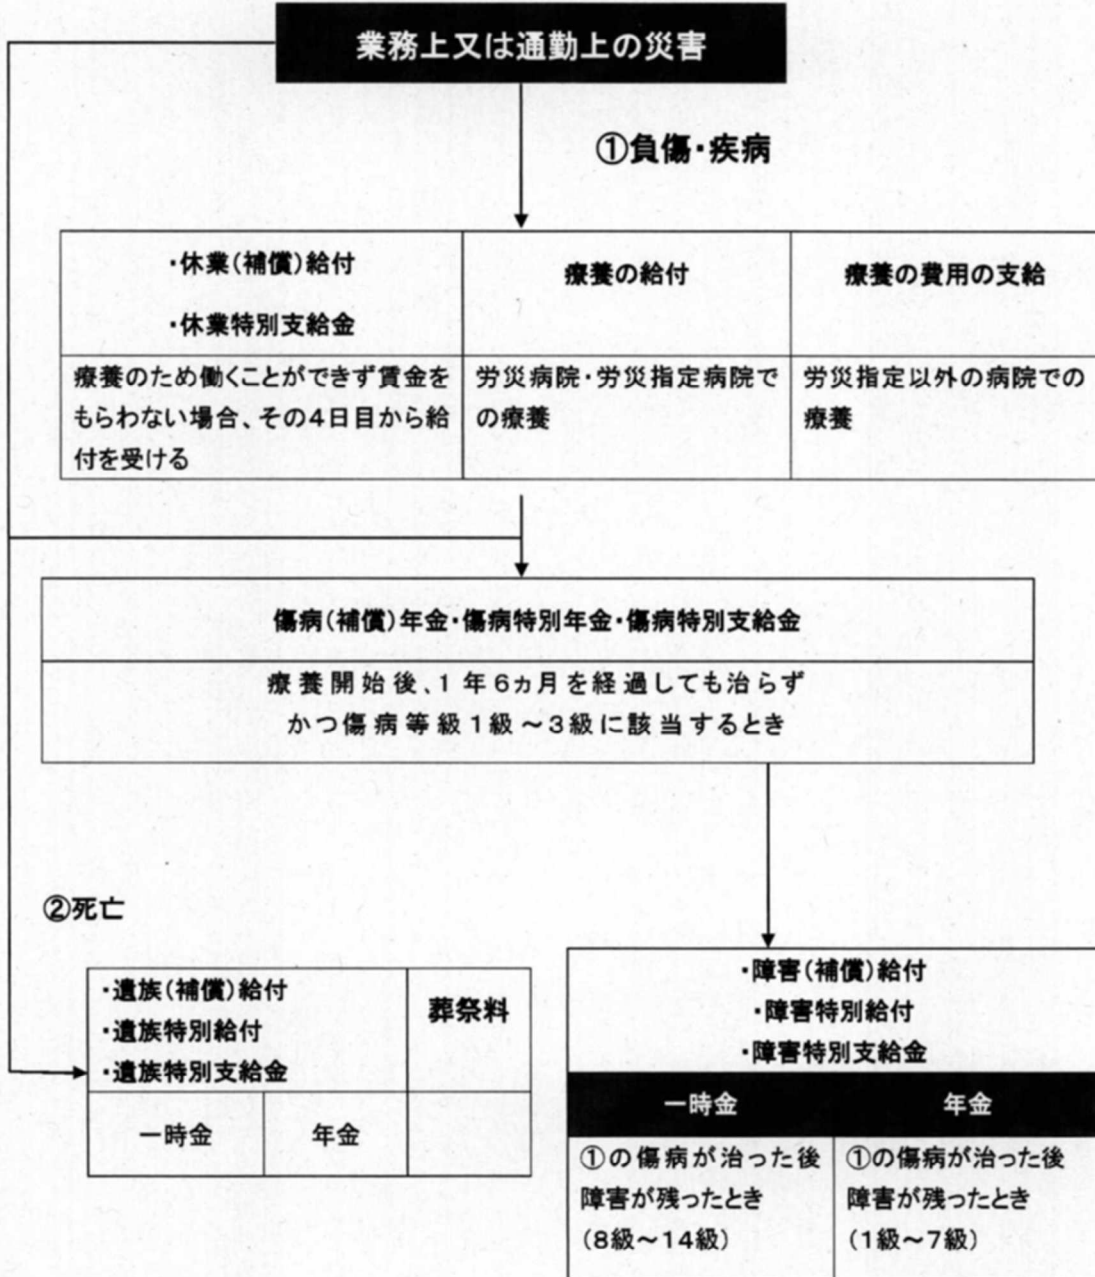 業務上又は通勤上の災害
①負傷・疾病
・休業(補償)給付
・休業特別支給金
療養の給付
療養の費用の支給
療養のため働くことができず賃金を
もらわない場合、その4日目から給
付を受ける
労災病院・労災指定病院で
の療養
労災指定以外の病院での
療養
傷病(補償)年金・傷病特別年金・傷病特別支給金
療養開始後、1年6ヵ月を経過しても治らず
かつ傷病等級1級～3級に該当するとき
②死亡
・遺族(補償)給付
・遺族特別給付
・遺族特別支給金
葬祭料
一時金
年金
・障害(補償)給付
・障害特別給付
・障害特別支給金
一時金
年金
①の傷病が治った後
障害が残ったとき
(8級～14級)
①の傷病が治った後
障害が残ったとき
(1級～7級)